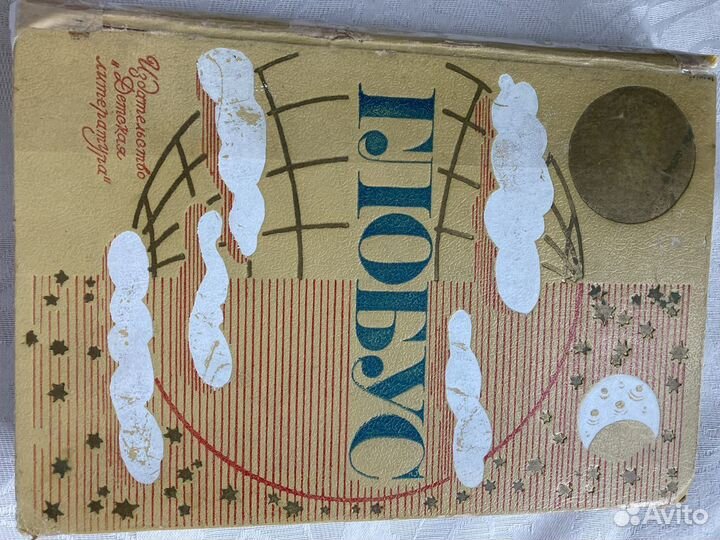 ГЛОБУС
Издательство
"Детская
литература"
Avito